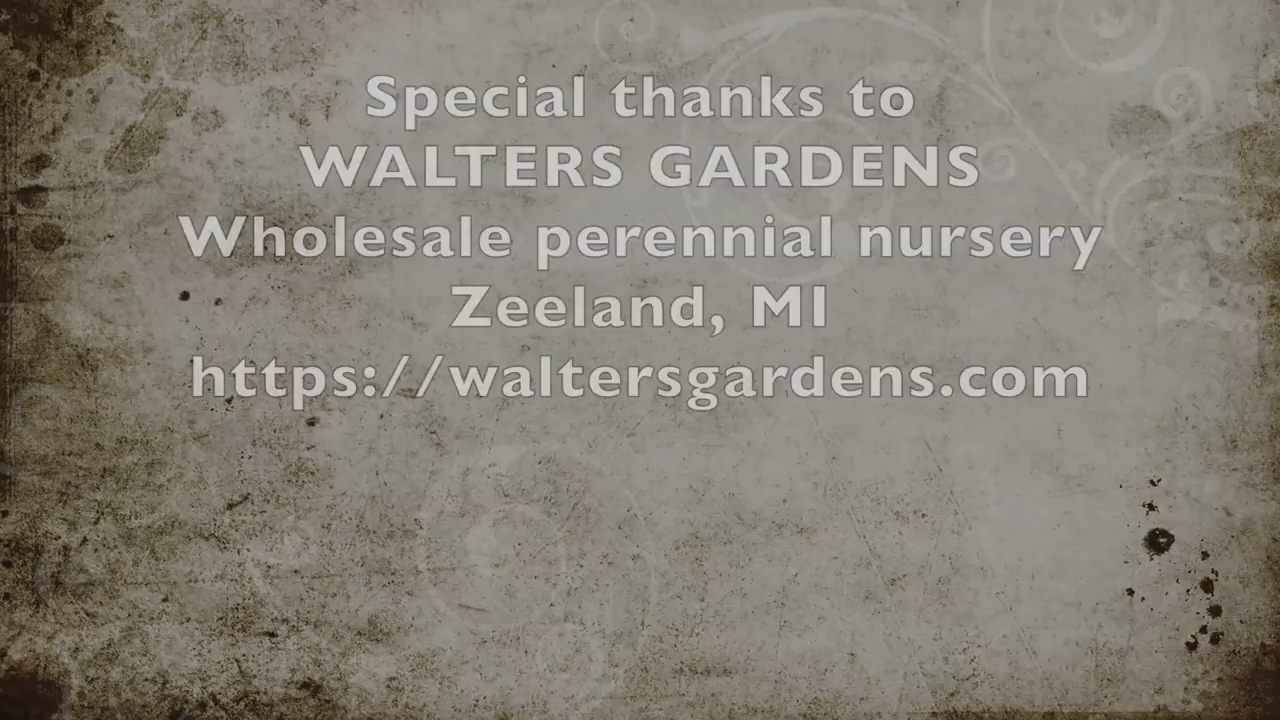 Special thanks to
WALTERS GARDENS
Wholesale perennial nursery
Zeeland, MI
https://waltersgardens.com